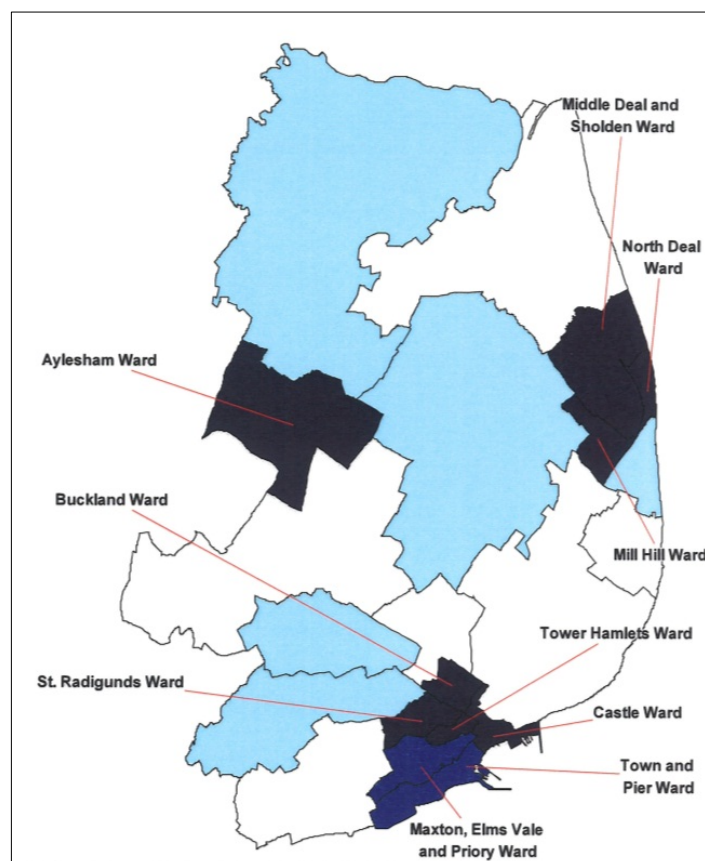 Middle Deal and
Sholden Ward
North Deal
Ward
Aylesham Ward
Buckland Ward
Mill Hill Ward
Tower Hamlets Ward
St. Radigunds Ward
Castle Ward
Town and
Pier Ward
Maxton, Elms Vale
and Priory Ward